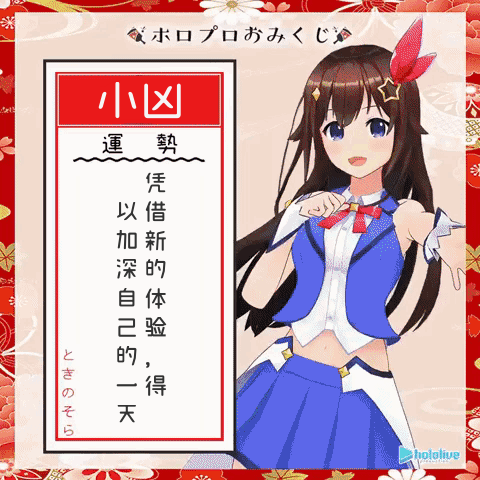 ホロプロおみくじ
小凶
運勢
凭借新的体验，得
以加深自己的一天
ときのそら
hololive